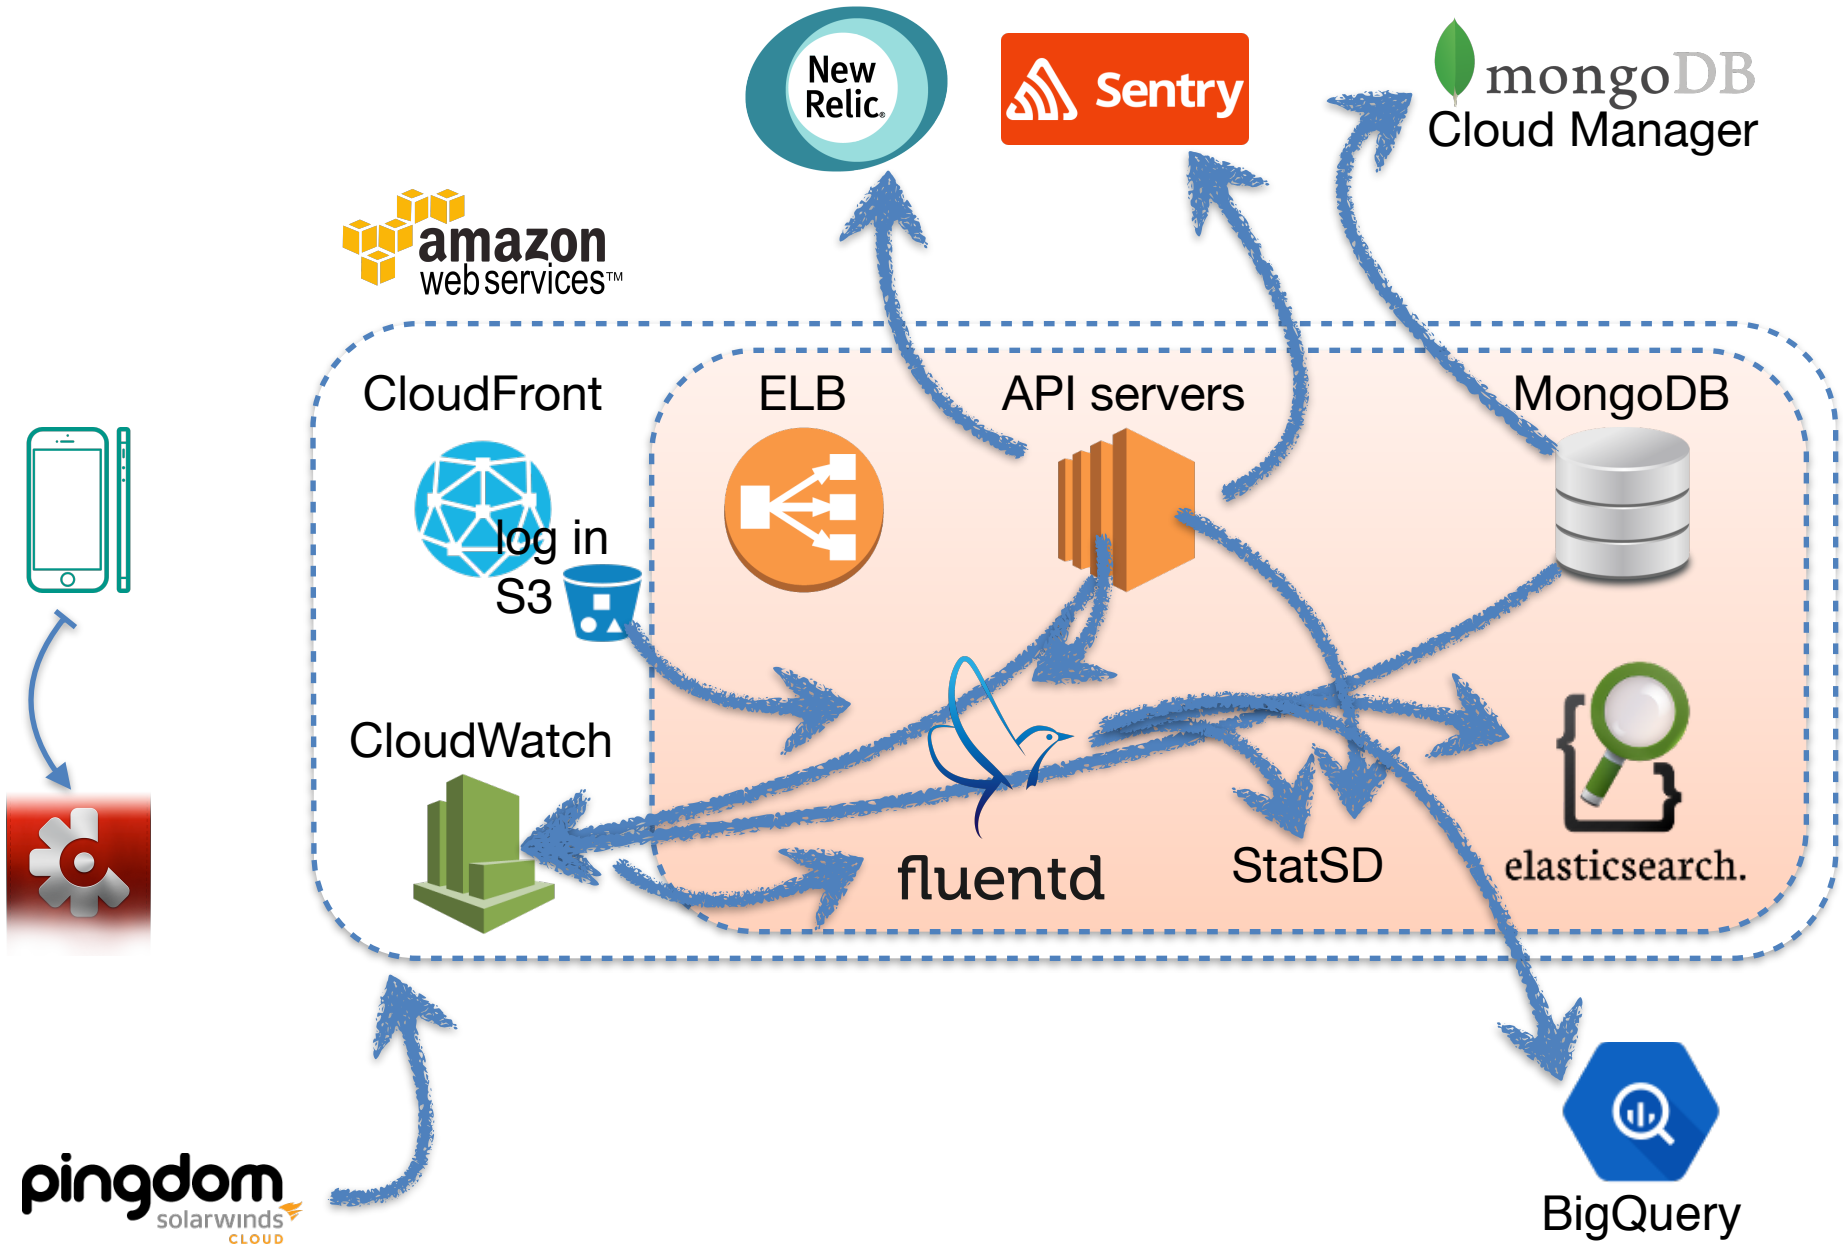 New
Relic®
Sentry
mongoDB
Cloud Manager
amazon
web services™
CloudFront
ELB
API servers
MongoDB
log in
S3
CloudWatch
fluentd
StatSD
elasticsearch.
pingdom
solarwinds
CLOUD
BigQuery